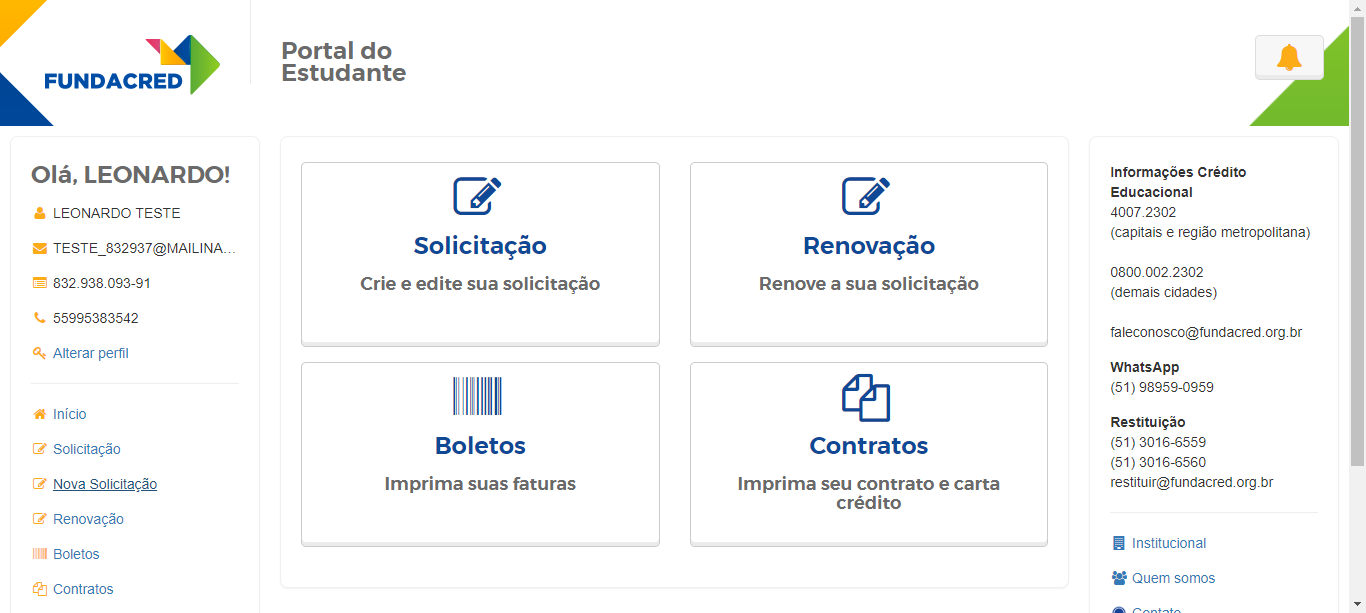 FUNDACRED
Portal do
Estudante
Olá, LEONARDO!
LEONARDO TESTE
TESTE_832937@MAILINA...
832.938.093-91
55995383542
Alterar perfil
Início
Solicitação
Nova Solicitação
Renovação
Boletos
Contratos
Solicitação
Crie e edite sua solicitação
Renovação
Renove a sua solicitação
Boletos
Imprima suas faturas
Contratos
Imprima seu contrato e carta
crédito
Informações Crédito
Educacional
4007.2302
(capitais e região metropolitana)
0800.002.2302
(demais cidades)
faleconosco@fundacred.org.br
WhatsApp
(51) 98959-0959
Restituição
(51) 3016-6559
(51) 3016-6560
restituir@fundacred.org.br
Institucional
Quem somos
Contato